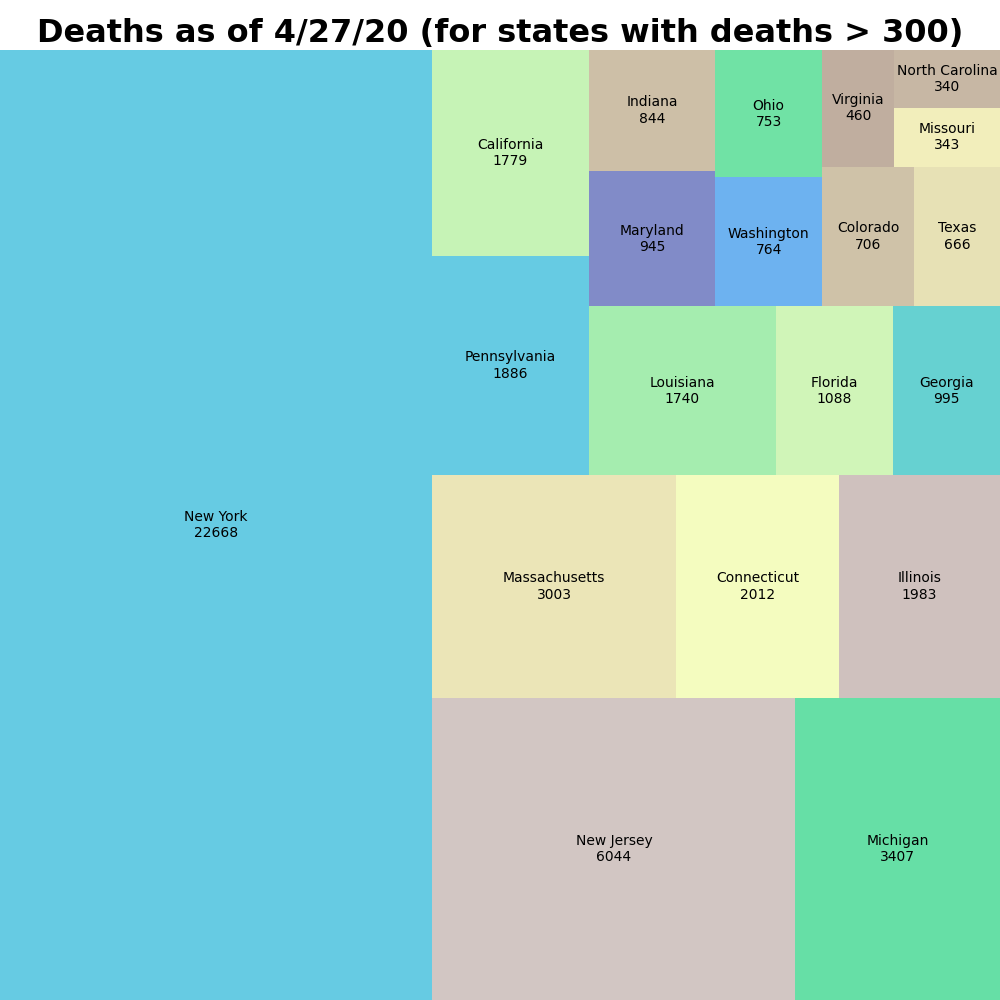 Deaths as of 4/27/20 (for states with deaths > 300)
New York
22668
California
1779
Pennsylvania
1886
Indiana
844
Maryland
945
Ohio
753
Washington
764
Virginia
460
North Carolina
340
Missouri
343
Colorado
706
Texas
666
Louisiana
1740
Florida
1088
Georgia
995
Massachusetts
3003
Connecticut
2012
Illinois
1983
New Jersey
6044
Michigan
3407